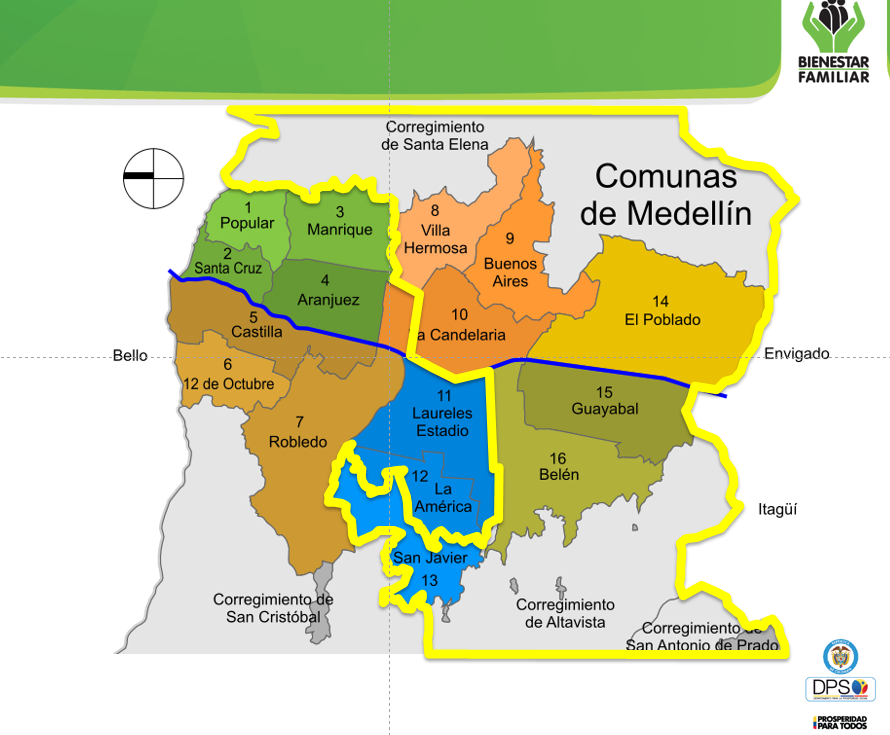 BIENESTAR
FAMILIAR
Corregimiento
de Santa Elena
Comunas
de Medellín
1
Popular
3
Manrique
8
Villa
Hermosa
9
Buenos
Aires
2
Santa Cruz
4
Aranjuez
14
El Poblado
10
a Candelaria
5
Castilla
Bello
Envigado
6
12 de Octubre
11
Laureles
Estadio
15
Guayabal
7
Robledo
16
Belén
12
La
América
Itagüí
San Javier
13
Corregimiento de
San Cristóbal
Corregimiento
de Altavista
Corregimiento de
San Antonio de Prado
DPS
PROSPERIDAD
PARA TODOS